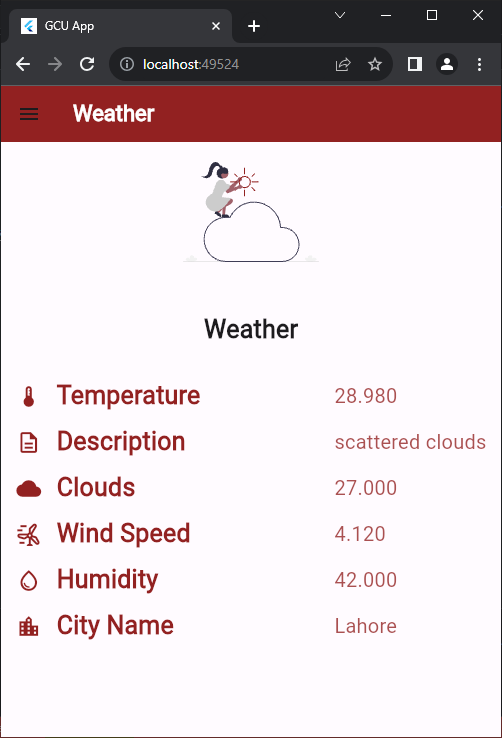 GCU App
localhost:49524
Weather
Weather
Temperature 28.980
Description scattered clouds
Clouds 27.000
Wind Speed 4.120
Humidity 42.000
City Name Lahore